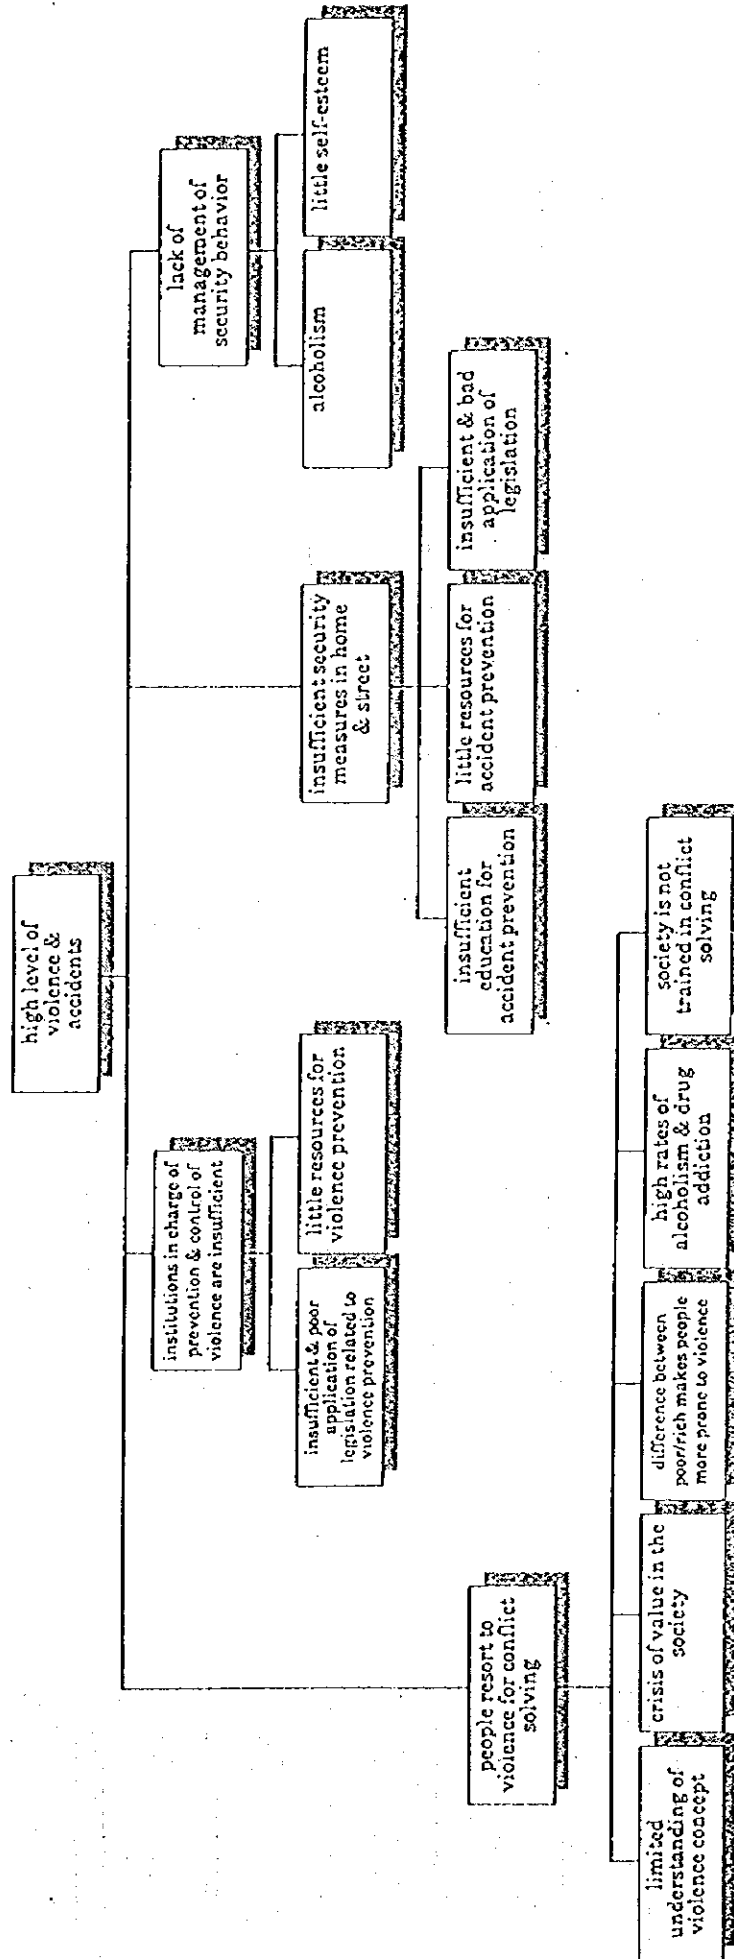 high level of
violence &
accidents
institutions in charge of
prevention & control of
violence are insufficient
lack of
management of
security behavior
insufficient & poor
application of
legislation related to
violence prevention
little resources for
violence prevention
insufficient security
measures in home
& street
alcoholism
little self-esteem
people resort to
violence for conflict
solving
insufficient
education for
accident prevention
little resources for
accident prevention
insufficient & bad
application of
legislation
limited
understanding of
violence concept
crisis of value in the
society
difference between
poor/rich makes people
more prone to violence
high rates of
alcoholism & drug
addiction
society is not
trained in conflict
solving